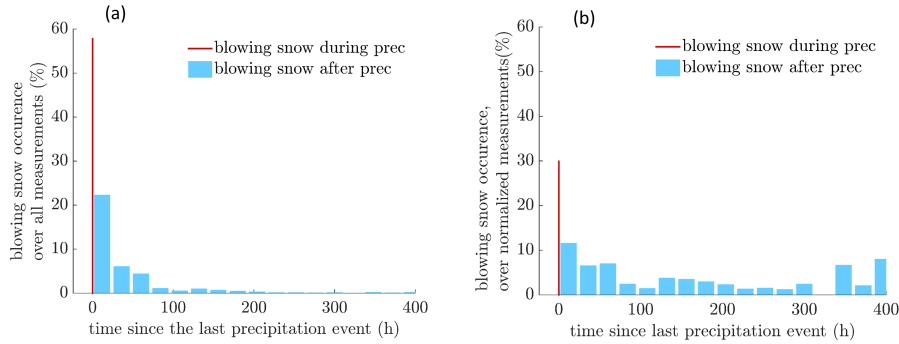 (a)
60
50
40
30
20
10
0
blowing snow occurence
over all measurements (%)
blowing snow during prec
blowing snow after prec
0 100 200 300 400
time since the last precipitation event (h)
(b)
60
50
40
30
20
10
0
blowing snow occurence,
over normalized measurements(%)
blowing snow during prec
blowing snow after prec
0 100 200 300 400
time since last precipitation event (h)